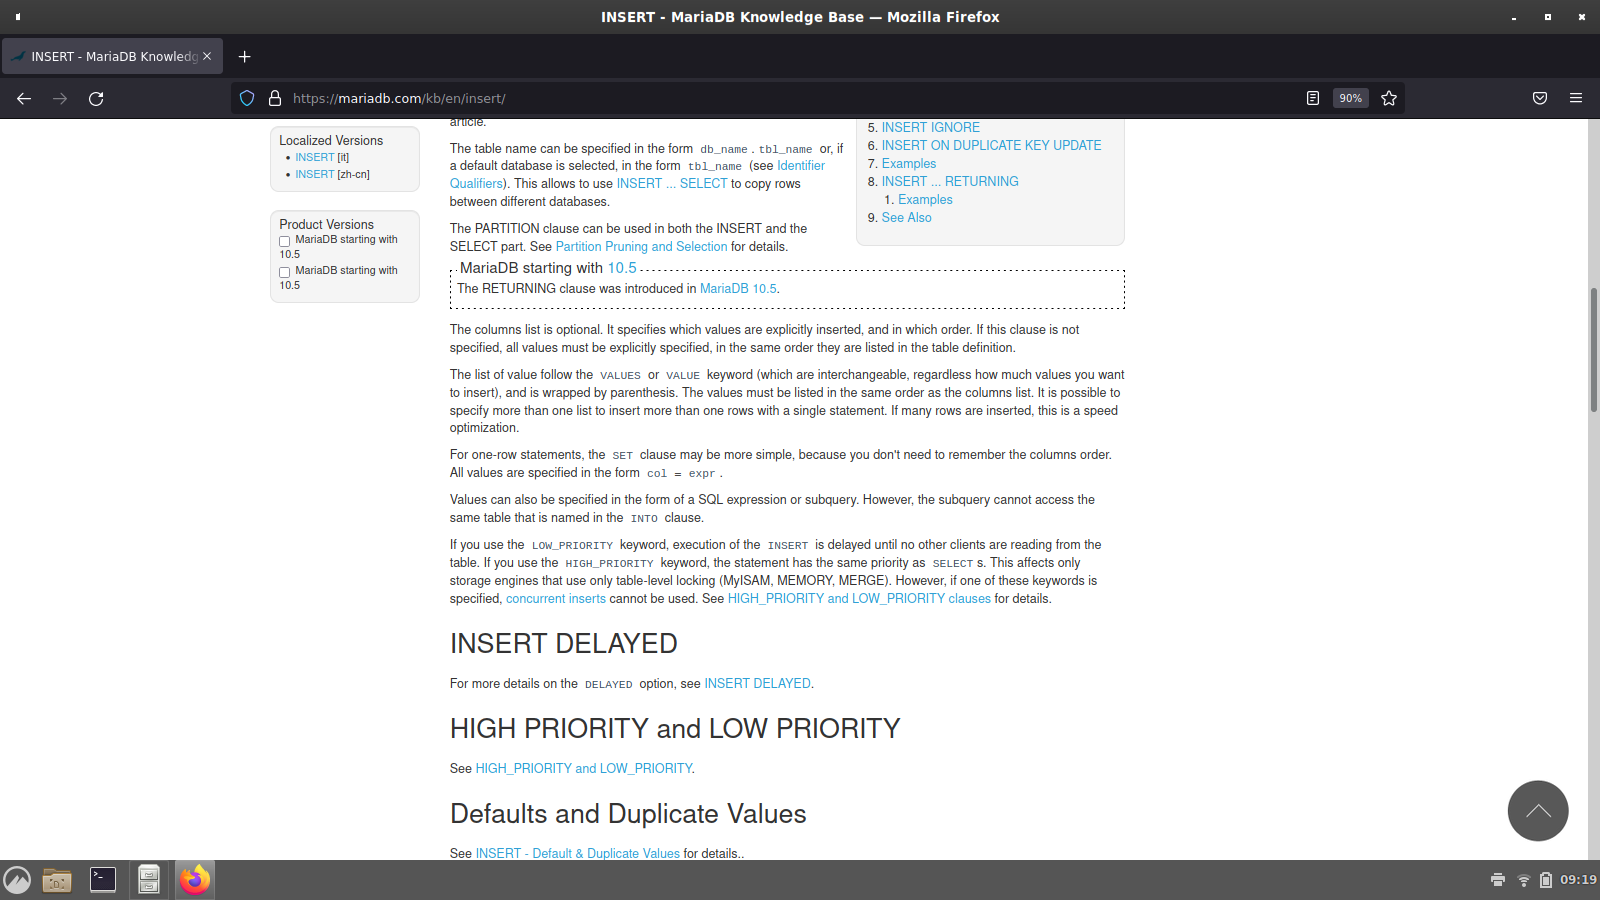 INSERT - MariaDB Knowledge Base — Mozilla Firefox
INSERT - MariaDB Knowledg
https://mariadb.com/kb/en/insert/
90%
Localized Versions
INSERT [it]
INSERT [zh-cn]
Product Versions
MariaDB starting with
10.5
MariaDB starting with
10.5
article.
The table name can be specified in the form db_name.tbl_name or, if
a default database is selected, in the form tbl_name (see Identifier
Qualifiers). This allows to use INSERT ... SELECT to copy rows
between different databases.
The PARTITION clause can be used in both the INSERT and the
SELECT part. See Partition Pruning and Selection for details.
5. INSERT IGNORE
6. INSERT ON DUPLICATE KEY UPDATE
7. Examples
8. INSERT ... RETURNING
1. Examples
9. See Also
MariaDB starting with 10.5
The RETURNING clause was introduced in MariaDB 10.5.
The columns list is optional. It specifies which values are explicitly inserted, and in which order. If this clause is not
specified, all values must be explicitly specified, in the same order they are listed in the table definition.
The list of value follow the VALUES or VALUE keyword (which are interchangeable, regardless how much values you want
to insert), and is wrapped by parenthesis. The values must be listed in the same order as the columns list. It is possible to
specify more than one list to insert more than one rows with a single statement. If many rows are inserted, this is a speed
optimization.
For one-row statements, the SET clause may be more simple, because you don't need to remember the columns order.
All values are specified in the form col = expr.
Values can also be specified in the form of a SQL expression or subquery. However, the subquery cannot access the
same table that is named in the INTO clause.
If you use the LOW_PRIORITY keyword, execution of the INSERT is delayed until no other clients are reading from the
table. If you use the HIGH_PRIORITY keyword, the statement has the same priority as SELECTs. This affects only
storage engines that use only table-level locking (MyISAM, MEMORY, MERGE). However, if one of these keywords is
specified, concurrent inserts cannot be used. See HIGH_PRIORITY and LOW_PRIORITY clauses for details.
INSERT DELAYED
For more details on the DELAYED option, see INSERT DELAYED.
HIGH PRIORITY and LOW PRIORITY
See HIGH_PRIORITY and LOW_PRIORITY.
Defaults and Duplicate Values
See INSERT - Default & Duplicate Values for details..
09:19